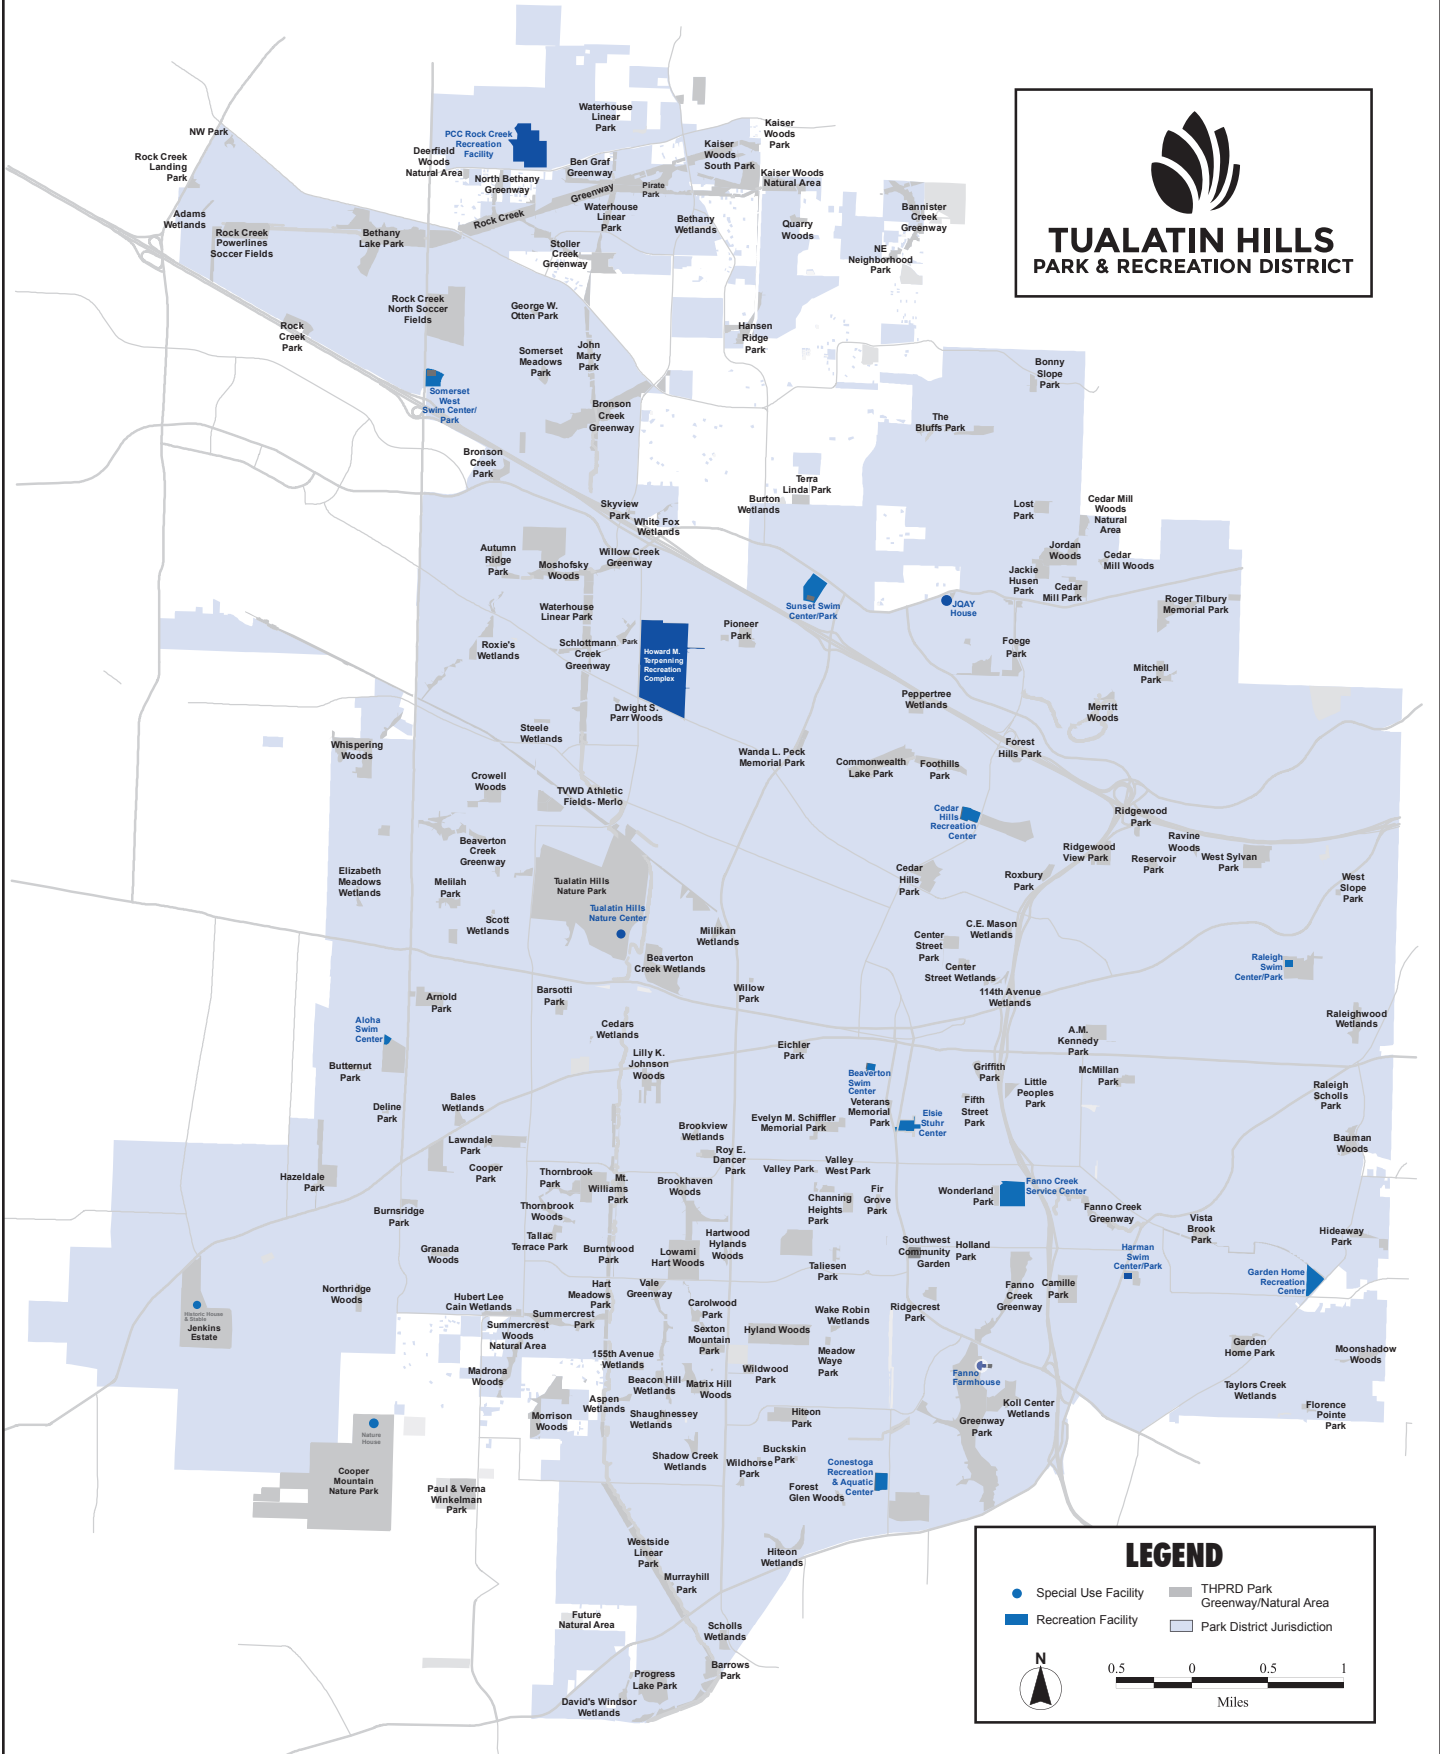 TUALATIN HILLS
PARK & RECREATION DISTRICT
Waterhouse
Linear
Park
NW Park
PCC Rock Creek
Recreation
Facility
Kaiser
Woods
Park
Deerfield
Woods
Natural Area
Kaiser
Woods
South Park
Rock Creek
Landing
Park
Ben Graf
Greenway
Kaiser Woods
Natural Area
North Bethany
Greenway
Pirate
Park
Rock Creek
Greenway
Adams
Wetlands
Waterhouse
Linear
Park
Bethany
Wetlands
Quarry
Woods
Bannister
Creek
Greenway
Rock Creek
Powerlines
Soccer Fields
Bethany
Lake Park
Stoller
Creek
Greenway
NE
Neighborhood
Park
Rock Creek
North Soccer
Fields
George W.
Otten Park
Rock
Creek
Park
Hansen
Ridge
Park
Somerset
Meadows
Park
John
Marty
Park
Bonny
Slope
Park
Somerset
West
Swim Center/
Park
Bronson
Creek
Greenway
The
Bluffs Park
Bronson
Creek
Park
Terra
Linda Park
Burton
Wetlands
Skyview
Park
White Fox
Wetlands
Lost
Park
Cedar Mill
Woods
Natural
Area
Autumn
Ridge
Park
Moshofsky
Woods
Willow Creek
Greenway
Jordan
Woods
Cedar
Mill Woods
Jackie
Husen
Park
Cedar
Mill Park
Waterhouse
Linear Park
Sunset Swim
Center/Park
JQAY
House
Roger Tilbury
Memorial Park
Pioneer
Park
Roxie's
Wetlands
Schlottmann
Creek
Greenway
Park
Howard M.
Terpenning
Recreation
Complex
Foege
Park
Mitchell
Park
Dwight S.
Parr Woods
Peppertree
Wetlands
Merritt
Woods
Steele
Wetlands
Whispering
Woods
Wanda L. Peck
Memorial Park
Commonwealth
Lake Park
Foothills
Park
Forest
Hills Park
Crowell
Woods
TVWD Athletic
Fields- Merlo
Cedar
Hills
Recreation
Center
Ridgewood
Park
Beaverton
Creek
Greenway
Ridgewood
View Park
Ravine
Woods
Reservoir
Park
West Sylvan
Park
Elizabeth
Meadows
Wetlands
Melilah
Park
Tualatin Hills
Nature Park
Cedar
Hills
Park
Roxbury
Park
West
Slope
Park
Scott
Wetlands
Tualatin Hills
Nature Center
Millikan
Wetlands
C.E. Mason
Wetlands
Center
Street
Park
Beaverton
Creek Wetlands
Center
Street Wetlands
Raleigh
Swim
Center/Park
Arnold
Park
Barsotti
Park
Willow
Park
114th Avenue
Wetlands
Aloha
Swim
Center
Cedars
Wetlands
Raleighwood
Wetlands
A.M.
Kennedy
Park
Butternut
Park
Lilly K.
Johnson
Woods
Eichler
Park
Beaverton
Swim
Center
Griffith
Park
McMillan
Park
Little
Peoples
Park
Raleigh
Scholls
Park
Deline
Park
Bales
Wetlands
Veterans
Memorial
Park
Elsie
Stuhr
Center
Fifth
Street
Park
Evelyn M. Schiffler
Memorial Park
Brookview
Wetlands
Bauman
Woods
Lawndale
Park
Roy E.
Dancer
Park
Cooper
Park
Hazeldale
Park
Thornbrook
Park
Mt.
Williams
Park
Brookhaven
Woods
Valley Park
Valley
West Park
Wonderland
Park
Fanno Creek
Service Center
Burnsridge
Park
Thornbrook
Woods
Channing
Heights
Park
Fir
Grove
Park
Fanno Creek
Greenway
Vista
Brook
Park
Hideaway
Park
Granada
Woods
Tallac
Terrace Park
Burntwood
Park
Lowami
Hart Woods
Hartwood
Hylands
Woods
Southwest
Community
Garden
Holland
Park
Harman
Swim
Center/Park
Taliesen
Park
Garden Home
Recreation
Center
Northridge
Woods
Hubert Lee
Cain Wetlands
Hart
Meadows
Park
Vale
Greenway
Fanno
Creek
Greenway
Camille
Park
Historic House
& Stable
Jenkins
Estate
Summercrest
Park
Carolwood
Park
Wake Robin
Wetlands
Ridgecrest
Park
Summercrest
Woods
Natural Area
Sexton
Mountain
Park
Hyland Woods
Garden
Home Park
Moonshadow
Woods
155th Avenue
Wetlands
Meadow
Waye
Park
Madrona
Woods
Beacon Hill
Wetlands
Matrix Hill
Woods
Wildwood
Park
Fanno
Farmhouse
Taylors Creek
Wetlands
Aspen
Wetlands
Morrison
Woods
Shaughnessey
Wetlands
Hiteon
Park
Koll Center
Wetlands
Greenway
Park
Florence
Pointe
Park
Nature
House
Cooper
Mountain
Nature Park
Shadow Creek
Wetlands
Wildhorse
Park
Buckskin
Park
Conestoga
Recreation
& Aquatic
Center
Paul & Verna
Winkelman
Park
Forest
Glen Woods
Westside
Linear
Park
Hiteon
Wetlands
Murrayhill
Park
Future
Natural Area
Scholls
Wetlands
Progress
Lake Park
Barrows
Park
David's Windsor
Wetlands
LEGEND
Special Use Facility
Recreation Facility
THPRD Park
Greenway/Natural Area
Park District Jurisdiction
N
0.5 0 0.5 1
Miles